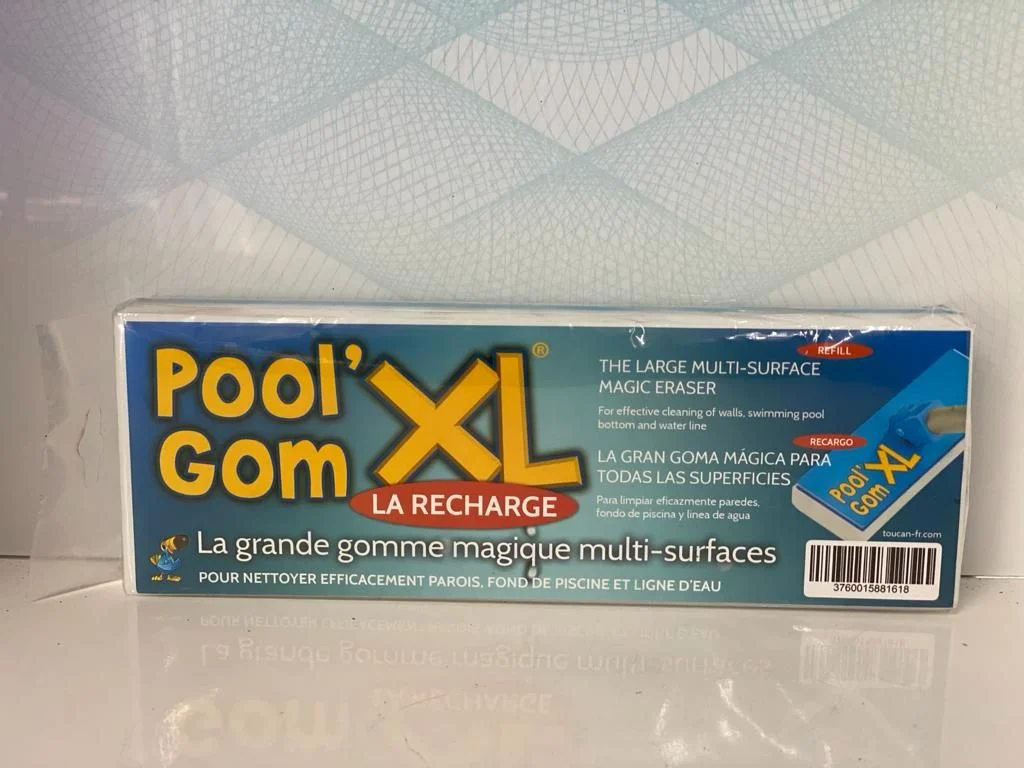 Pool'
Gom
XL®
LA RECHARGE
La grande gomme magique multi-surfaces
POUR NETTOYER EFFICACEMENT PAROIS, FOND DE PISCINE ET LIGNE D'EAU
REFILL
THE LARGE MULTI-SURFACE
MAGIC ERASER
For effective cleaning of walls, swimming pool
bottom and water line
RECARGO
LA GRAN GOMA MÁGICA PARA
TODAS LAS SUPERFICIES
Para limpiar eficazmente paredes,
fondo de piscina y línea de agua
Pool'
Gom XL
toucan-fr.com
3760015881618